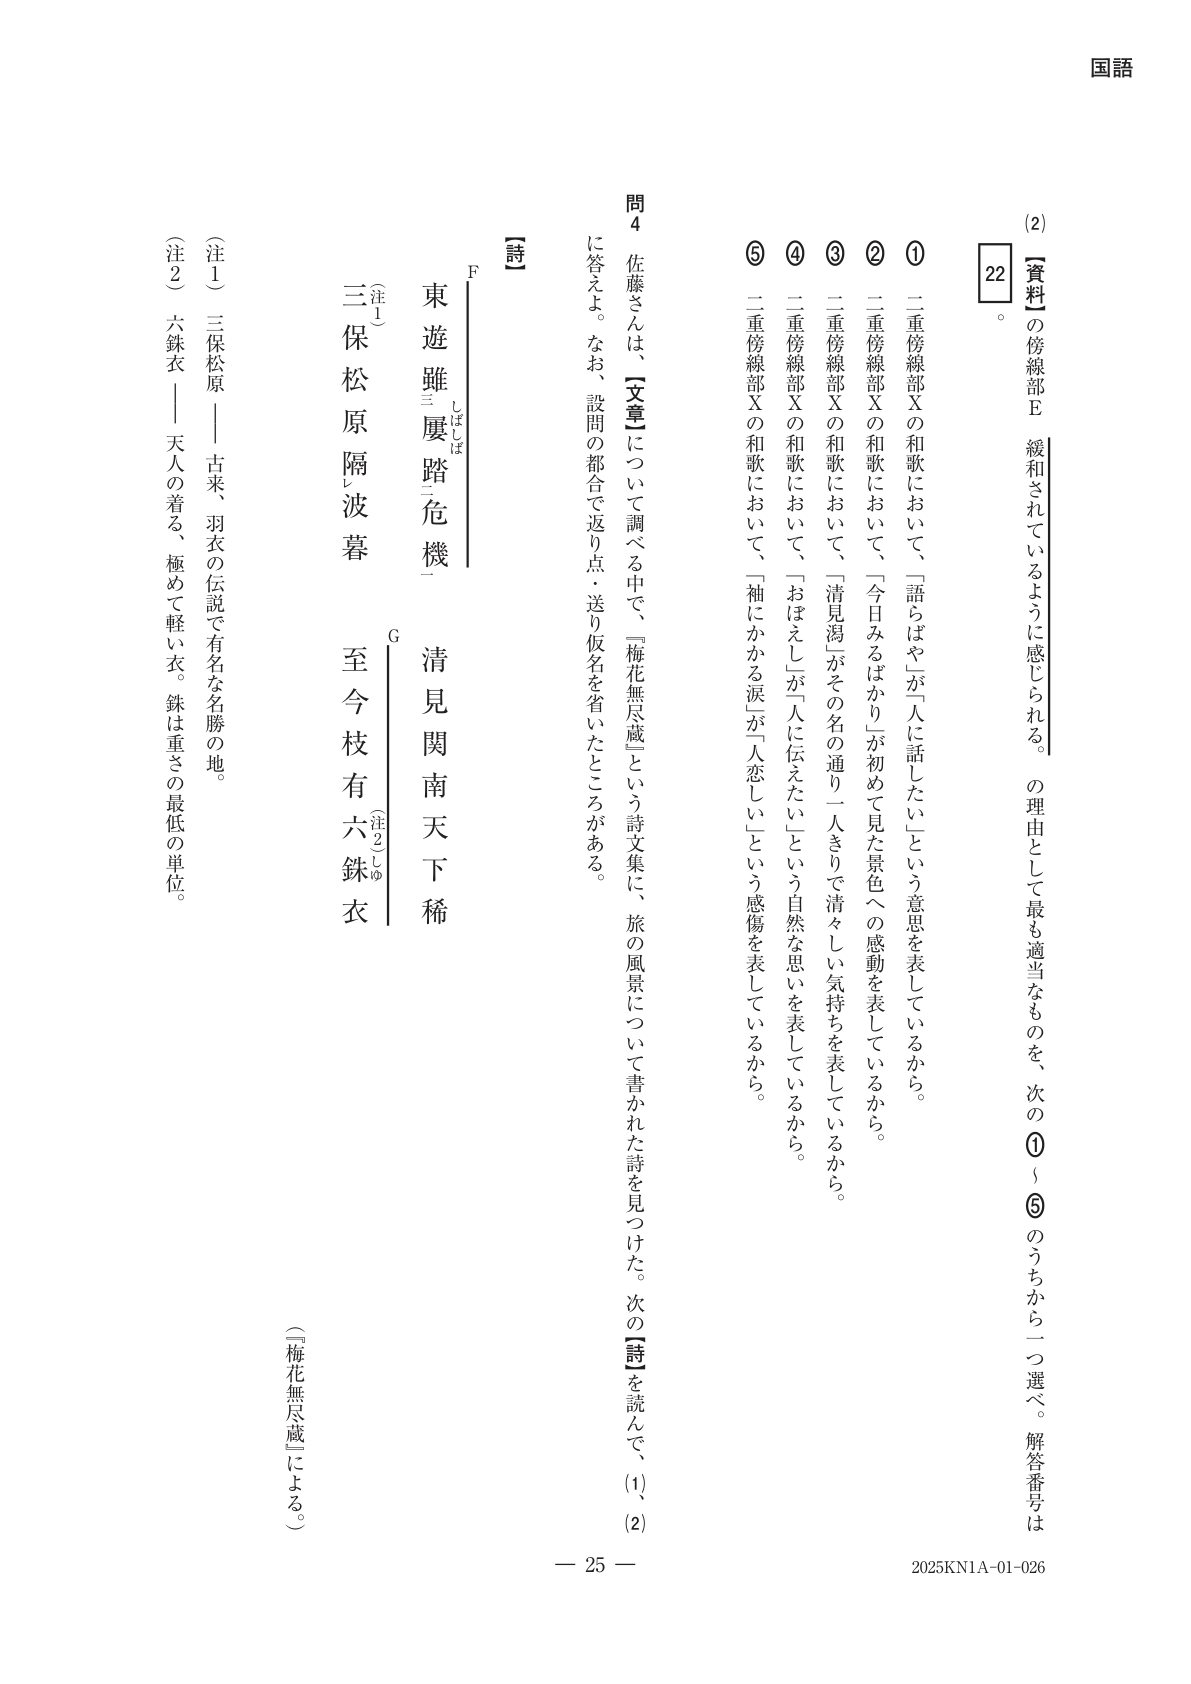 国語
⑵ 【資料】の傍線部E 緩和されているように感じられる。 の理由として最も適当なものを、次の①～⑤のうちから一つ選べ。解答番号は
22 。
① 二重傍線部Xの和歌において、「語らばや」が「人に話したい」という意思を表しているから。
② 二重傍線部Xの和歌において、「今日みるばかり」が初めて見た景色への感動を表しているから。
③ 二重傍線部Xの和歌において、「清見潟」がその名の通り一人きりで清々しい気持ちを表しているから。
④ 二重傍線部Xの和歌において、「おぼえし」が「人に伝えたい」という自然な思いを表しているから。
⑤ 二重傍線部Xの和歌において、「袖にかかる涙」が「人恋しい」という感傷を表しているから。
問4 佐藤さんは、【文章】について調べる中で、『梅花無尽蔵』という詩文集に、旅の風景について書かれた詩を見つけた。次の【詩】を読んで、⑴、⑵
に答えよ。なお、設問の都合で返り点・送り仮名を省いたところがある。
【詩】
F 東遊雖三屢しばしば踏二危機一 清見関南天下稀
三(注1)保松原隔レ波暮 G 至今枝有六(注2)銖しゆ衣
(『梅花無尽蔵』による。)
(注1) 三保松原 ―― 古来、羽衣の伝説で有名な名勝の地。
(注2) 六銖衣 ―― 天人の着る、極めて軽い衣。銖は重さの最低の単位。
― 25 ―
2025KN1A-01-026